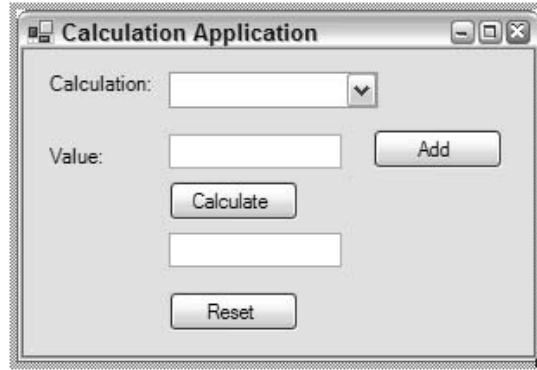 Calculation Application
Calculation:
Value:
Add
Calculate
Reset